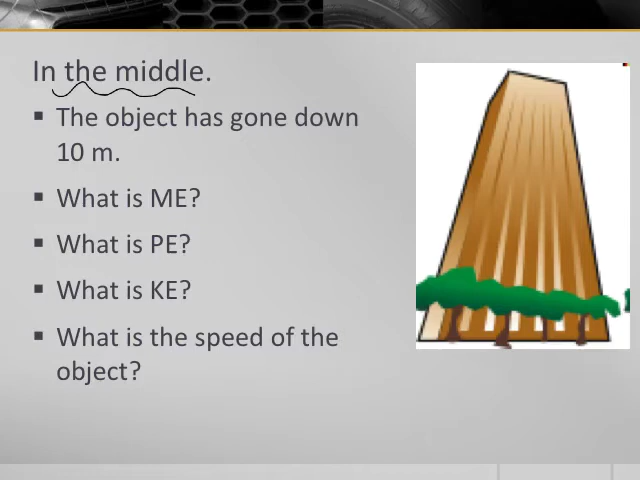 In the middle.
▪ The object has gone down
10 m.
▪ What is ME?
▪ What is PE?
▪ What is KE?
▪ What is the speed of the
object?